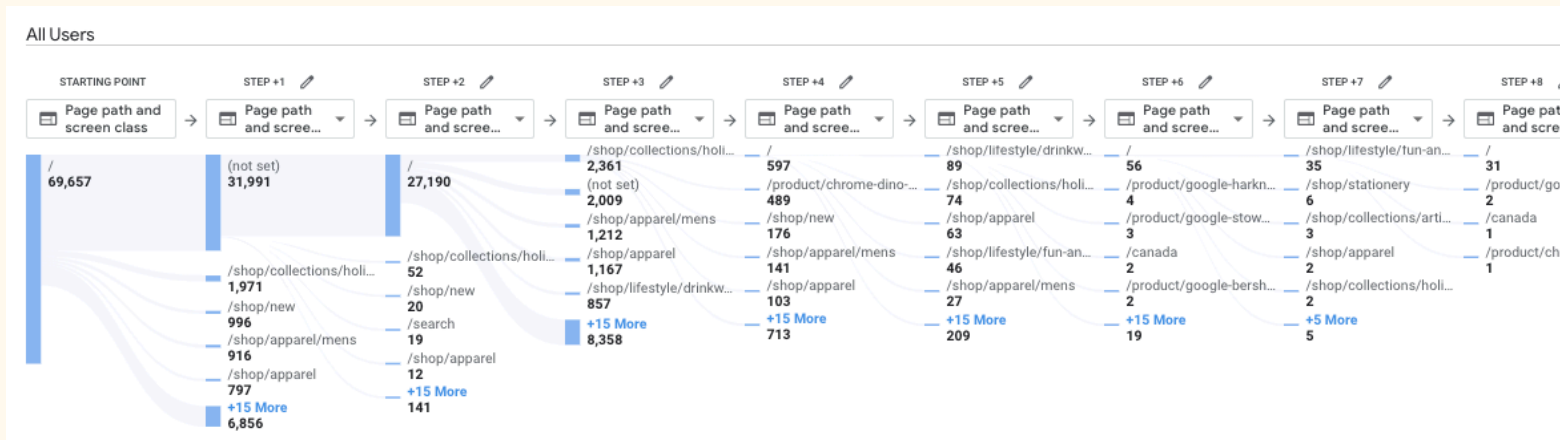 All Users
STARTING POINT
STEP +1
STEP +2
STEP +3
STEP +4
STEP +5
STEP +6
STEP +7
STEP +8
Page path and
screen class
Page path
and scree...
Page path
and scree...
Page path
and scree...
Page path
and scree...
Page path
and scree...
Page path
and scree...
Page path
and scree...
Page pat
and scre
/
69,657
(not set)
31,991
/shop/collections/holi...
1,971
/shop/new
996
/shop/apparel/mens
916
/shop/apparel
797
+15 More
6,856
/
27,190
/shop/collections/holi...
52
/shop/new
20
/search
19
/shop/apparel
12
+15 More
141
/shop/collections/holi...
2,361
(not set)
2,009
/shop/apparel/mens
1,212
/shop/apparel
1,167
/shop/lifestyle/drinkw...
857
+15 More
8,358
/
597
/product/chrome-dino-...
489
/shop/new
176
/shop/apparel/mens
141
/shop/apparel
103
+15 More
713
/shop/lifestyle/drinkw...
89
/shop/collections/holi...
74
/shop/apparel
63
/shop/lifestyle/fun-an...
46
/shop/apparel/mens
27
+15 More
209
/
56
/product/google-harkn...
4
/product/google-stow...
3
/canada
2
/product/google-bersh...
2
+15 More
19
/shop/lifestyle/fun-an...
35
/shop/stationery
6
/shop/collections/arti...
3
/shop/apparel
2
/shop/collections/holi...
2
+5 More
5
/
31
/product/go
2
/canada
1
/product/ch
1